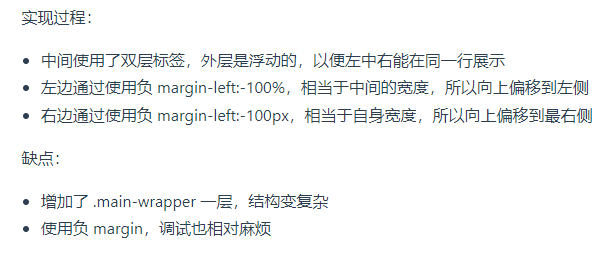 实现过程：
• 中间使用了双层标签，外层是浮动的，以便左中右能在同一行展示
• 左边通过使用负 margin-left:-100%，相当于中间的宽度，所以向上偏移到左侧
• 右边通过使用负 margin-left:-100px，相当于自身宽度，所以向上偏移到最右侧
缺点：
• 增加了 .main-wrapper 一层，结构变复杂
• 使用负 margin，调试也相对麻烦